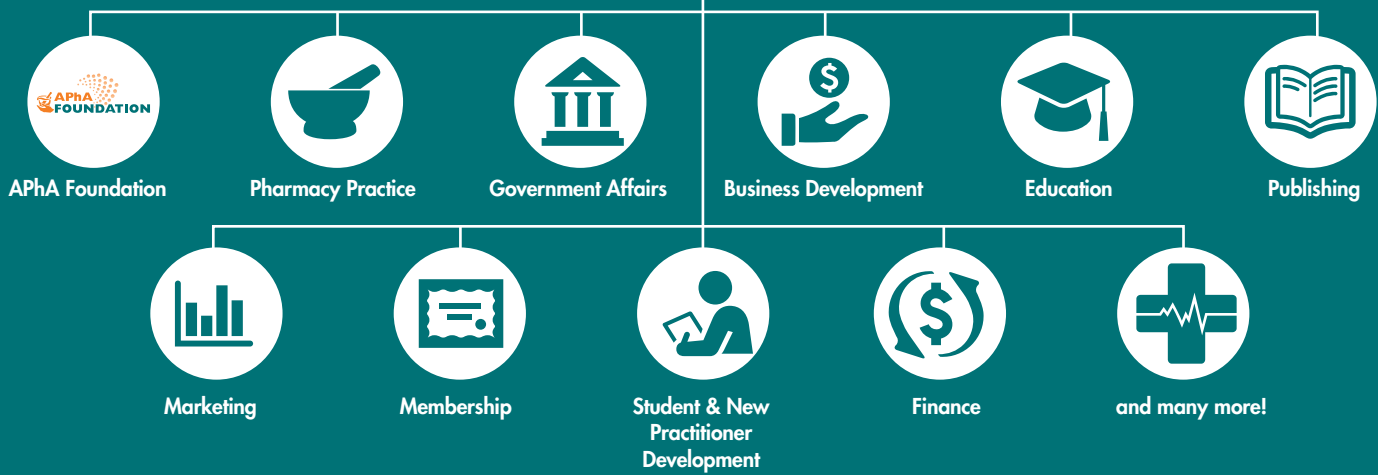 APhA
FOUNDATION
APhA Foundation
Pharmacy Practice
Government Affairs
$
Business Development
Education
Publishing
Marketing
Membership
Student & New
Practitioner
Development
$
Finance
and many more!